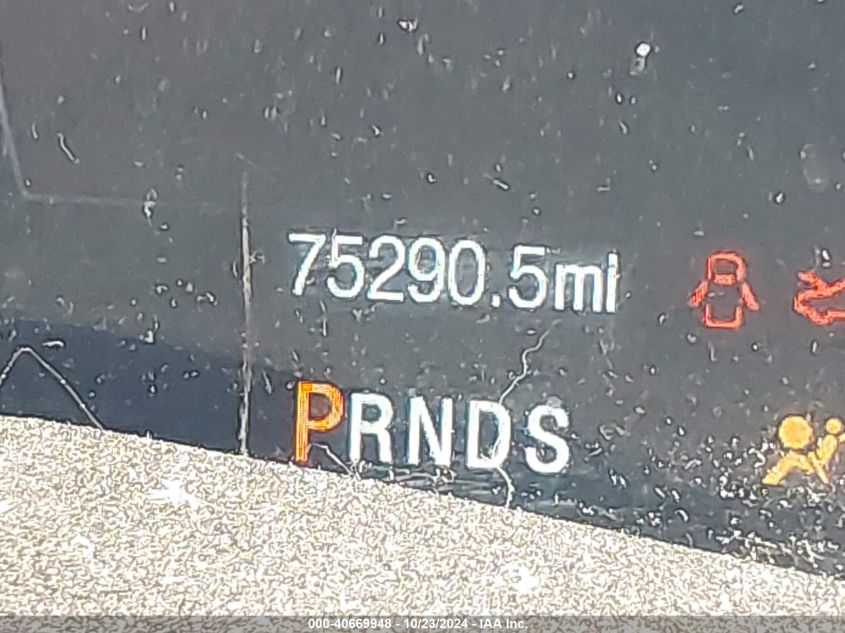 75290.5mi
PRNDS
000-40669948 - 10/23/2024 - IAA Inc.